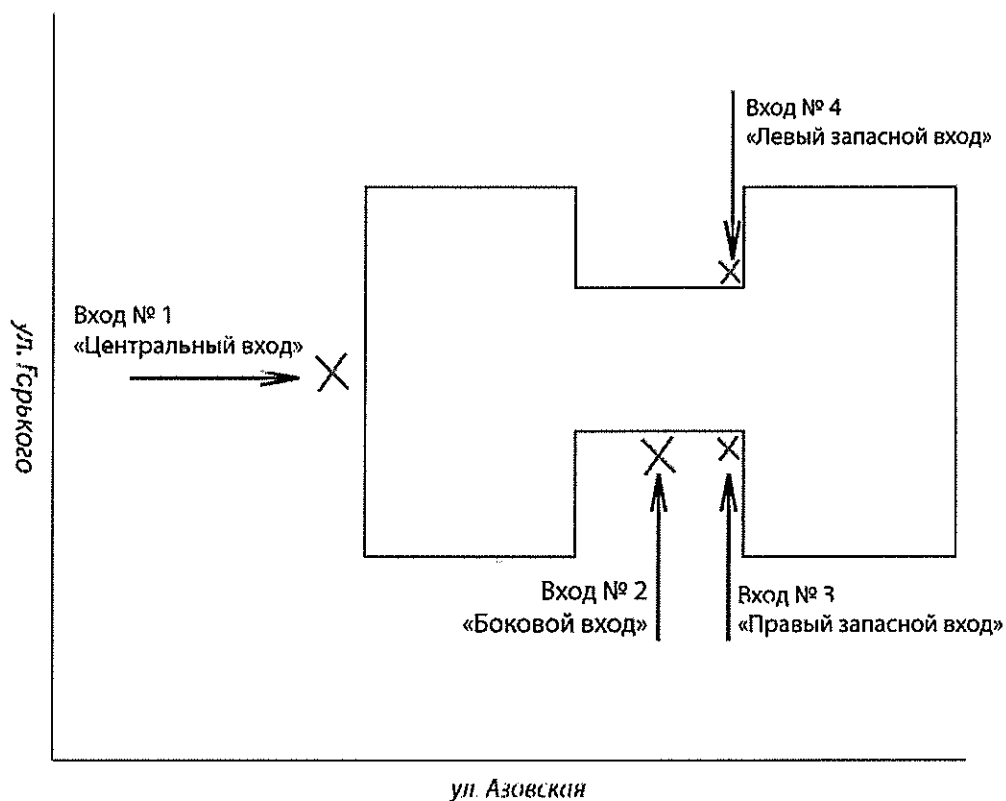 Вход № 4
«Левый запасной вход»
Вход № 1
«Центральный вход»
ул. Горького
Вход № 2
«Боковой вход»
Вход № 3
«Правый запасной вход»
ул. Азовская